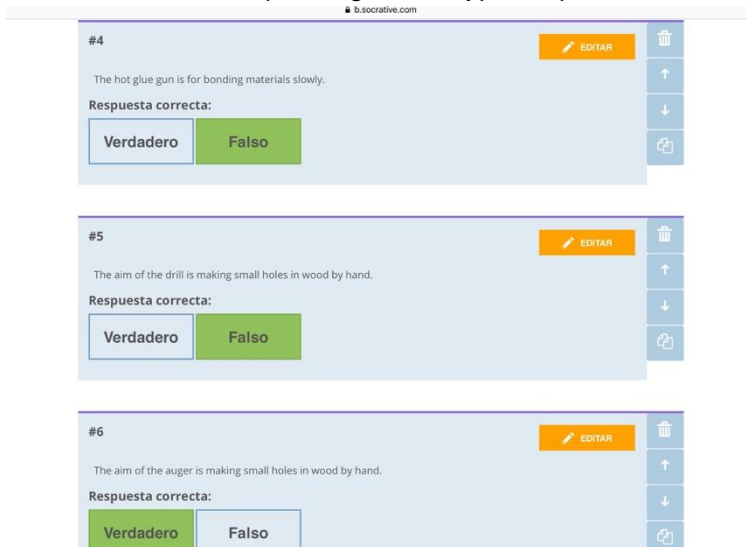 b.socrative.com
#4
EDITAR
The hot glue gun is for bonding materials slowly.
Respuesta correcta:
Verdadero Falso
#5
EDITAR
The aim of the drill is making small holes in wood by hand.
Respuesta correcta:
Verdadero Falso
#6
EDITAR
The aim of the auger is making small holes in wood by hand.
Respuesta correcta:
Verdadero Falso